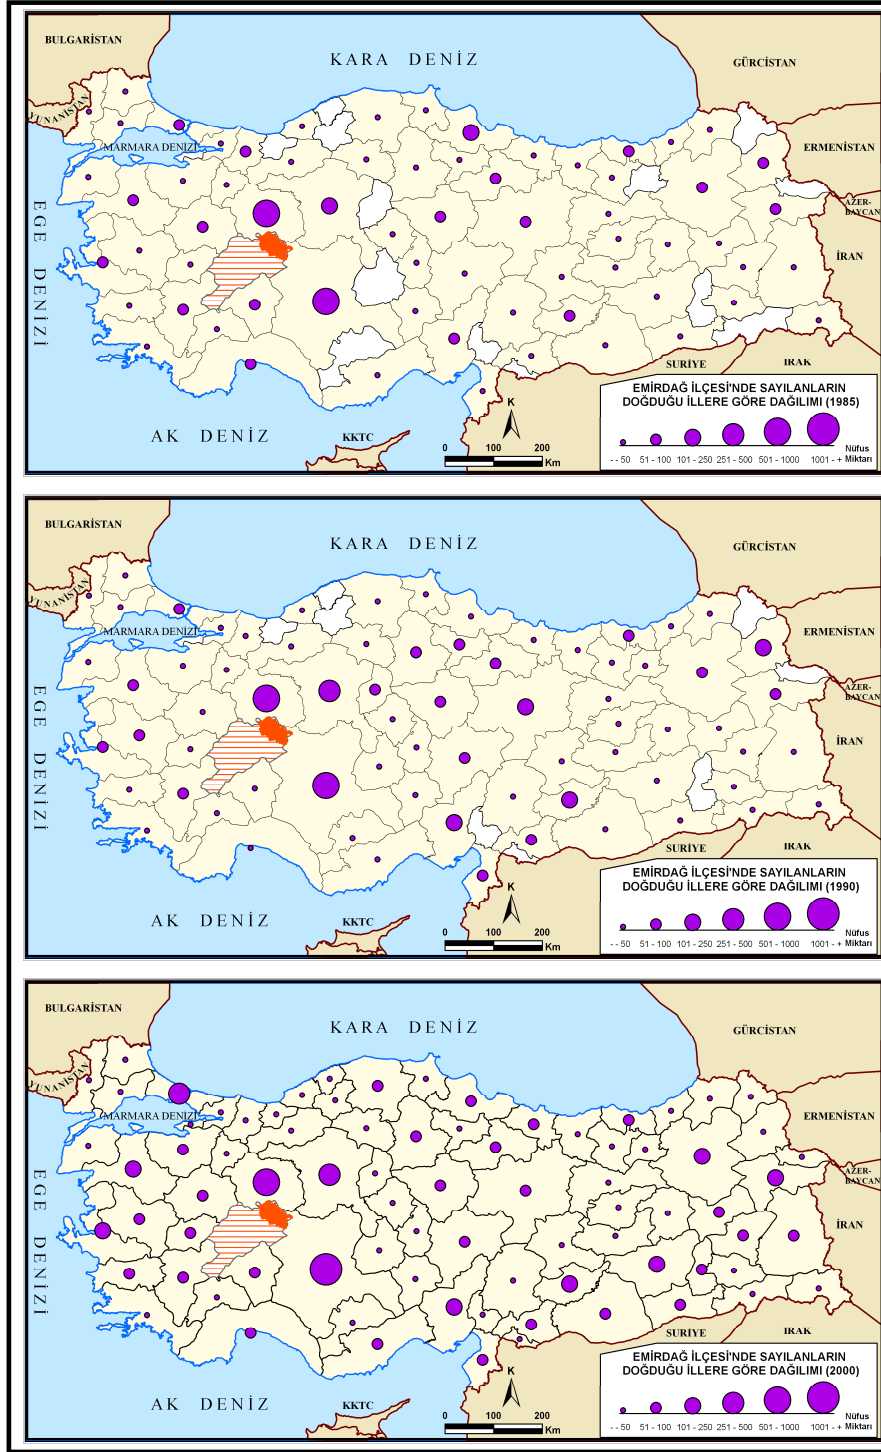 BULGARİSTAN
KARA DENİZ
GÜRCİSTAN
YUNANİSTAN
MARMARA DENİZİ
ERMENİSTAN
EGE DENİZİ
AZER-
BAYCAN
İRAN
SURİYE
IRAK
AK DENİZ
KKTC
K
0 100 200
Km
EMİRDAĞ İLÇESİ'NDE SAYILANLARIN
DOĞDUĞU İLLERE GÖRE DAĞILIMI (1985)
- - 50 51 - 100 101 - 250 251 - 500 501 - 1000 1001 - +
Nüfus
Miktarı
BULGARİSTAN
KARA DENİZ
GÜRCİSTAN
YUNANİSTAN
MARMARA DENİZİ
ERMENİSTAN
EGE DENİZİ
AZER-
BAYCAN
İRAN
SURİYE
IRAK
AK DENİZ
KKTC
K
0 100 200
Km
EMİRDAĞ İLÇESİ'NDE SAYILANLARIN
DOĞDUĞU İLLERE GÖRE DAĞILIMI (1990)
- - 50 51 - 100 101 - 250 251 - 500 501 - 1000 1001 - +
Nüfus
Miktarı
BULGARİSTAN
KARA DENİZ
GÜRCİSTAN
YUNANİSTAN
MARMARA DENİZİ
ERMENİSTAN
EGE DENİZİ
AZER-
BAYCAN
İRAN
SURİYE
IRAK
AK DENİZ
KKTC
K
0 100 200
Km
EMİRDAĞ İLÇESİ'NDE SAYILANLARIN
DOĞDUĞU İLLERE GÖRE DAĞILIMI (2000)
- - 50 51 - 100 101 - 250 251 - 500 501 - 1000 1001 - +
Nüfus
Miktarı